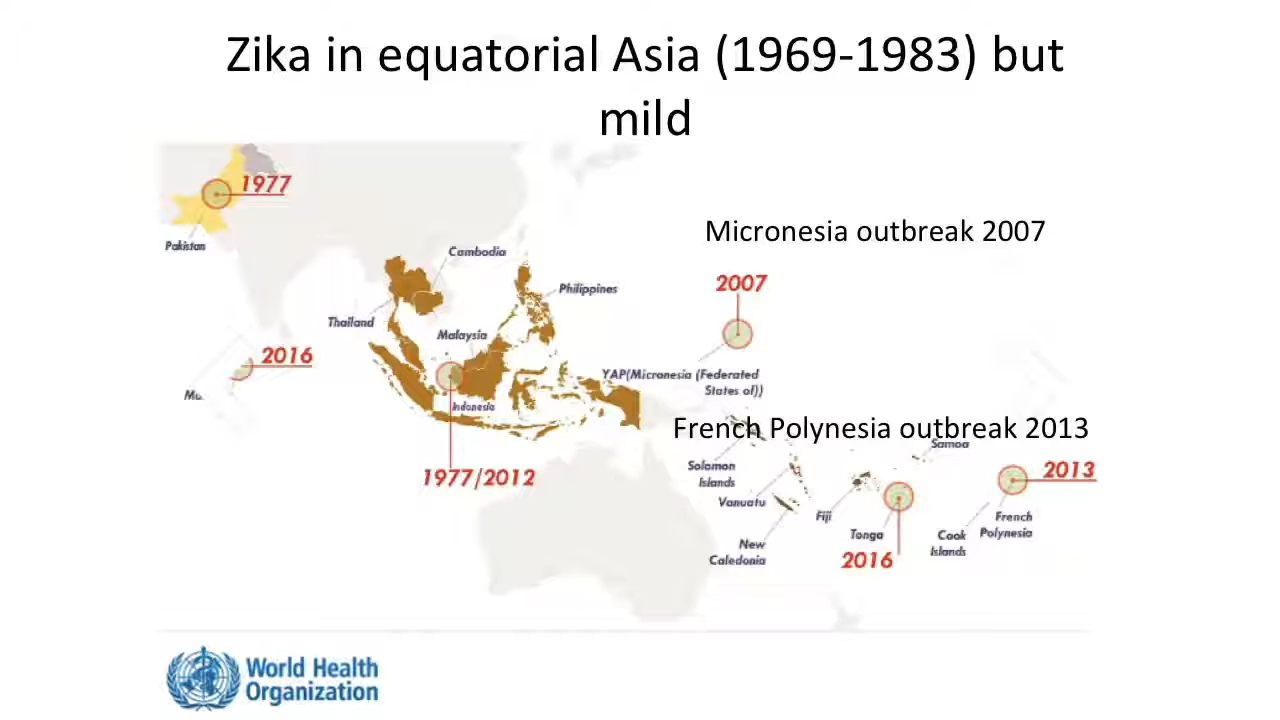 Zika in equatorial Asia (1969-1983) but
mild
1977
Pakistan
Cambodia
Micronesia outbreak 2007
2007
Philippines
Thailand
Malaysia
2016
YAP(Micronesia (Federated
States of))
Indonesia
French Polynesia outbreak 2013
Samoa
1977/2012
Solomon
Islands
2013
Vanuatu
Fiji
French
Polynesia
Tonga
Cook
Islands
New
Caledonia
2016
World Health
Organization